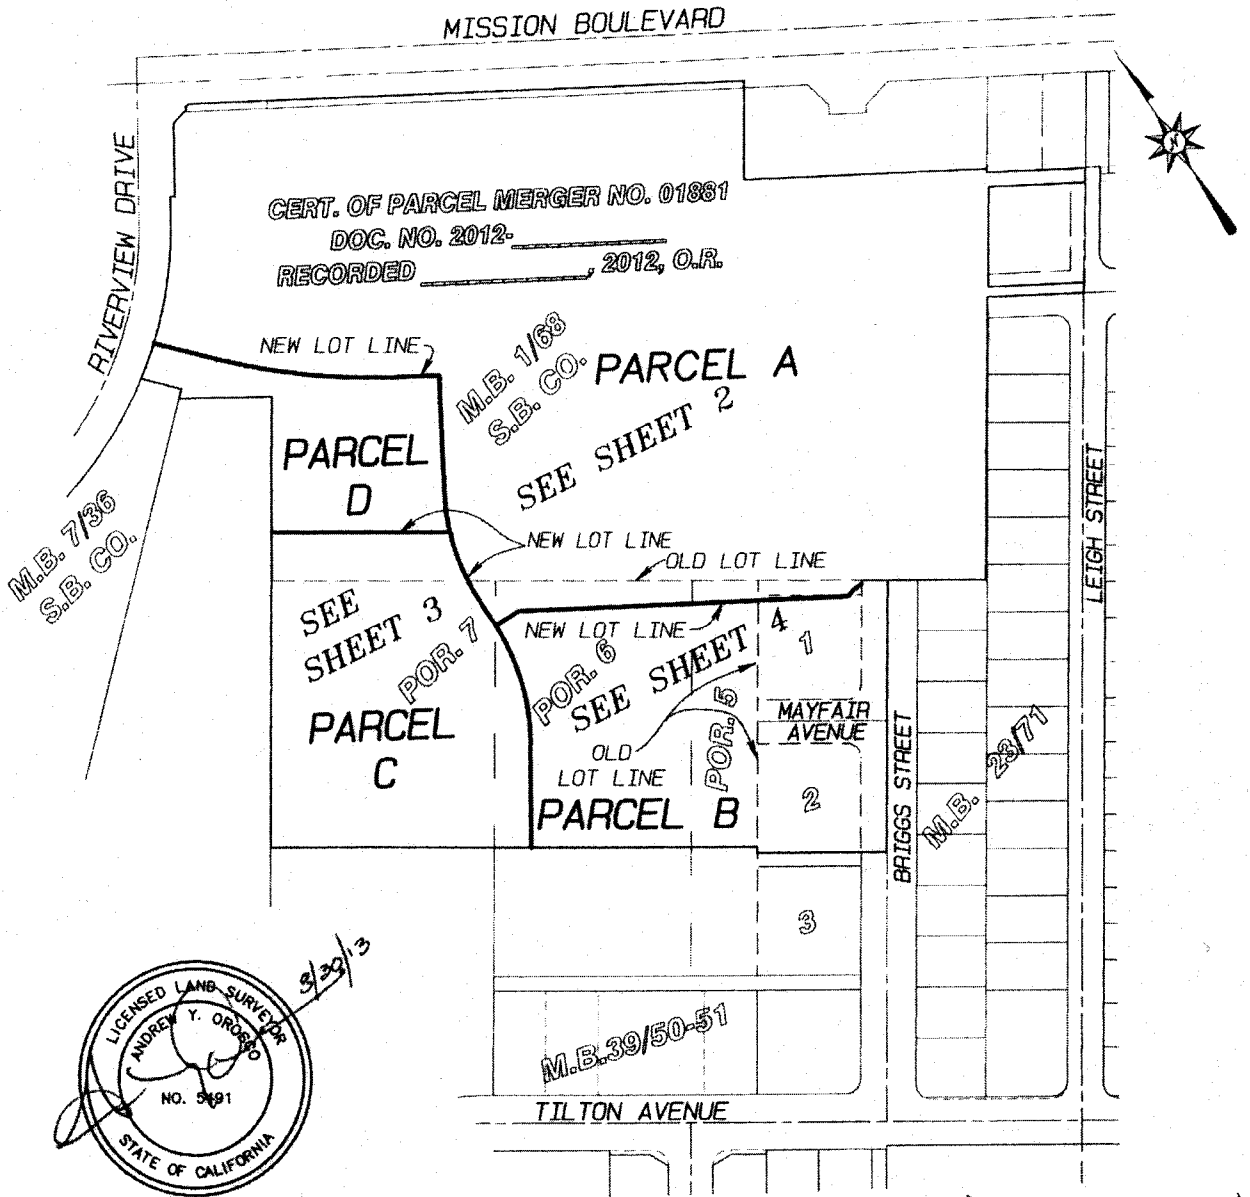 MISSION BOULEVARD
RIVERVIEW DRIVE
N
CERT. OF PARCEL MERGER NO. 01881
DOC. NO. 2012-____________
RECORDED ____________, 2012, O.R.
NEW LOT LINE
M.B. 1/68
S.B. CO.
PARCEL A
SEE SHEET 2
PARCEL
D
M.B. 7/36
S.B. CO.
NEW LOT LINE
OLD LOT LINE
LEIGH STREET
SEE
SHEET 3
POR. 7
NEW LOT LINE
POR. 6
SEE SHEET 4
1
PARCEL
C
OLD
LOT LINE
POR. 5
MAYFAIR
AVENUE
2
PARCEL B
BRIGGS STREET
M.B. 23/71
3
M.B.39/50-51
TILTON AVENUE
LICENSED LAND SURVEYOR
ANDREW Y. OROSCO
NO. 5491
STATE OF CALIFORNIA